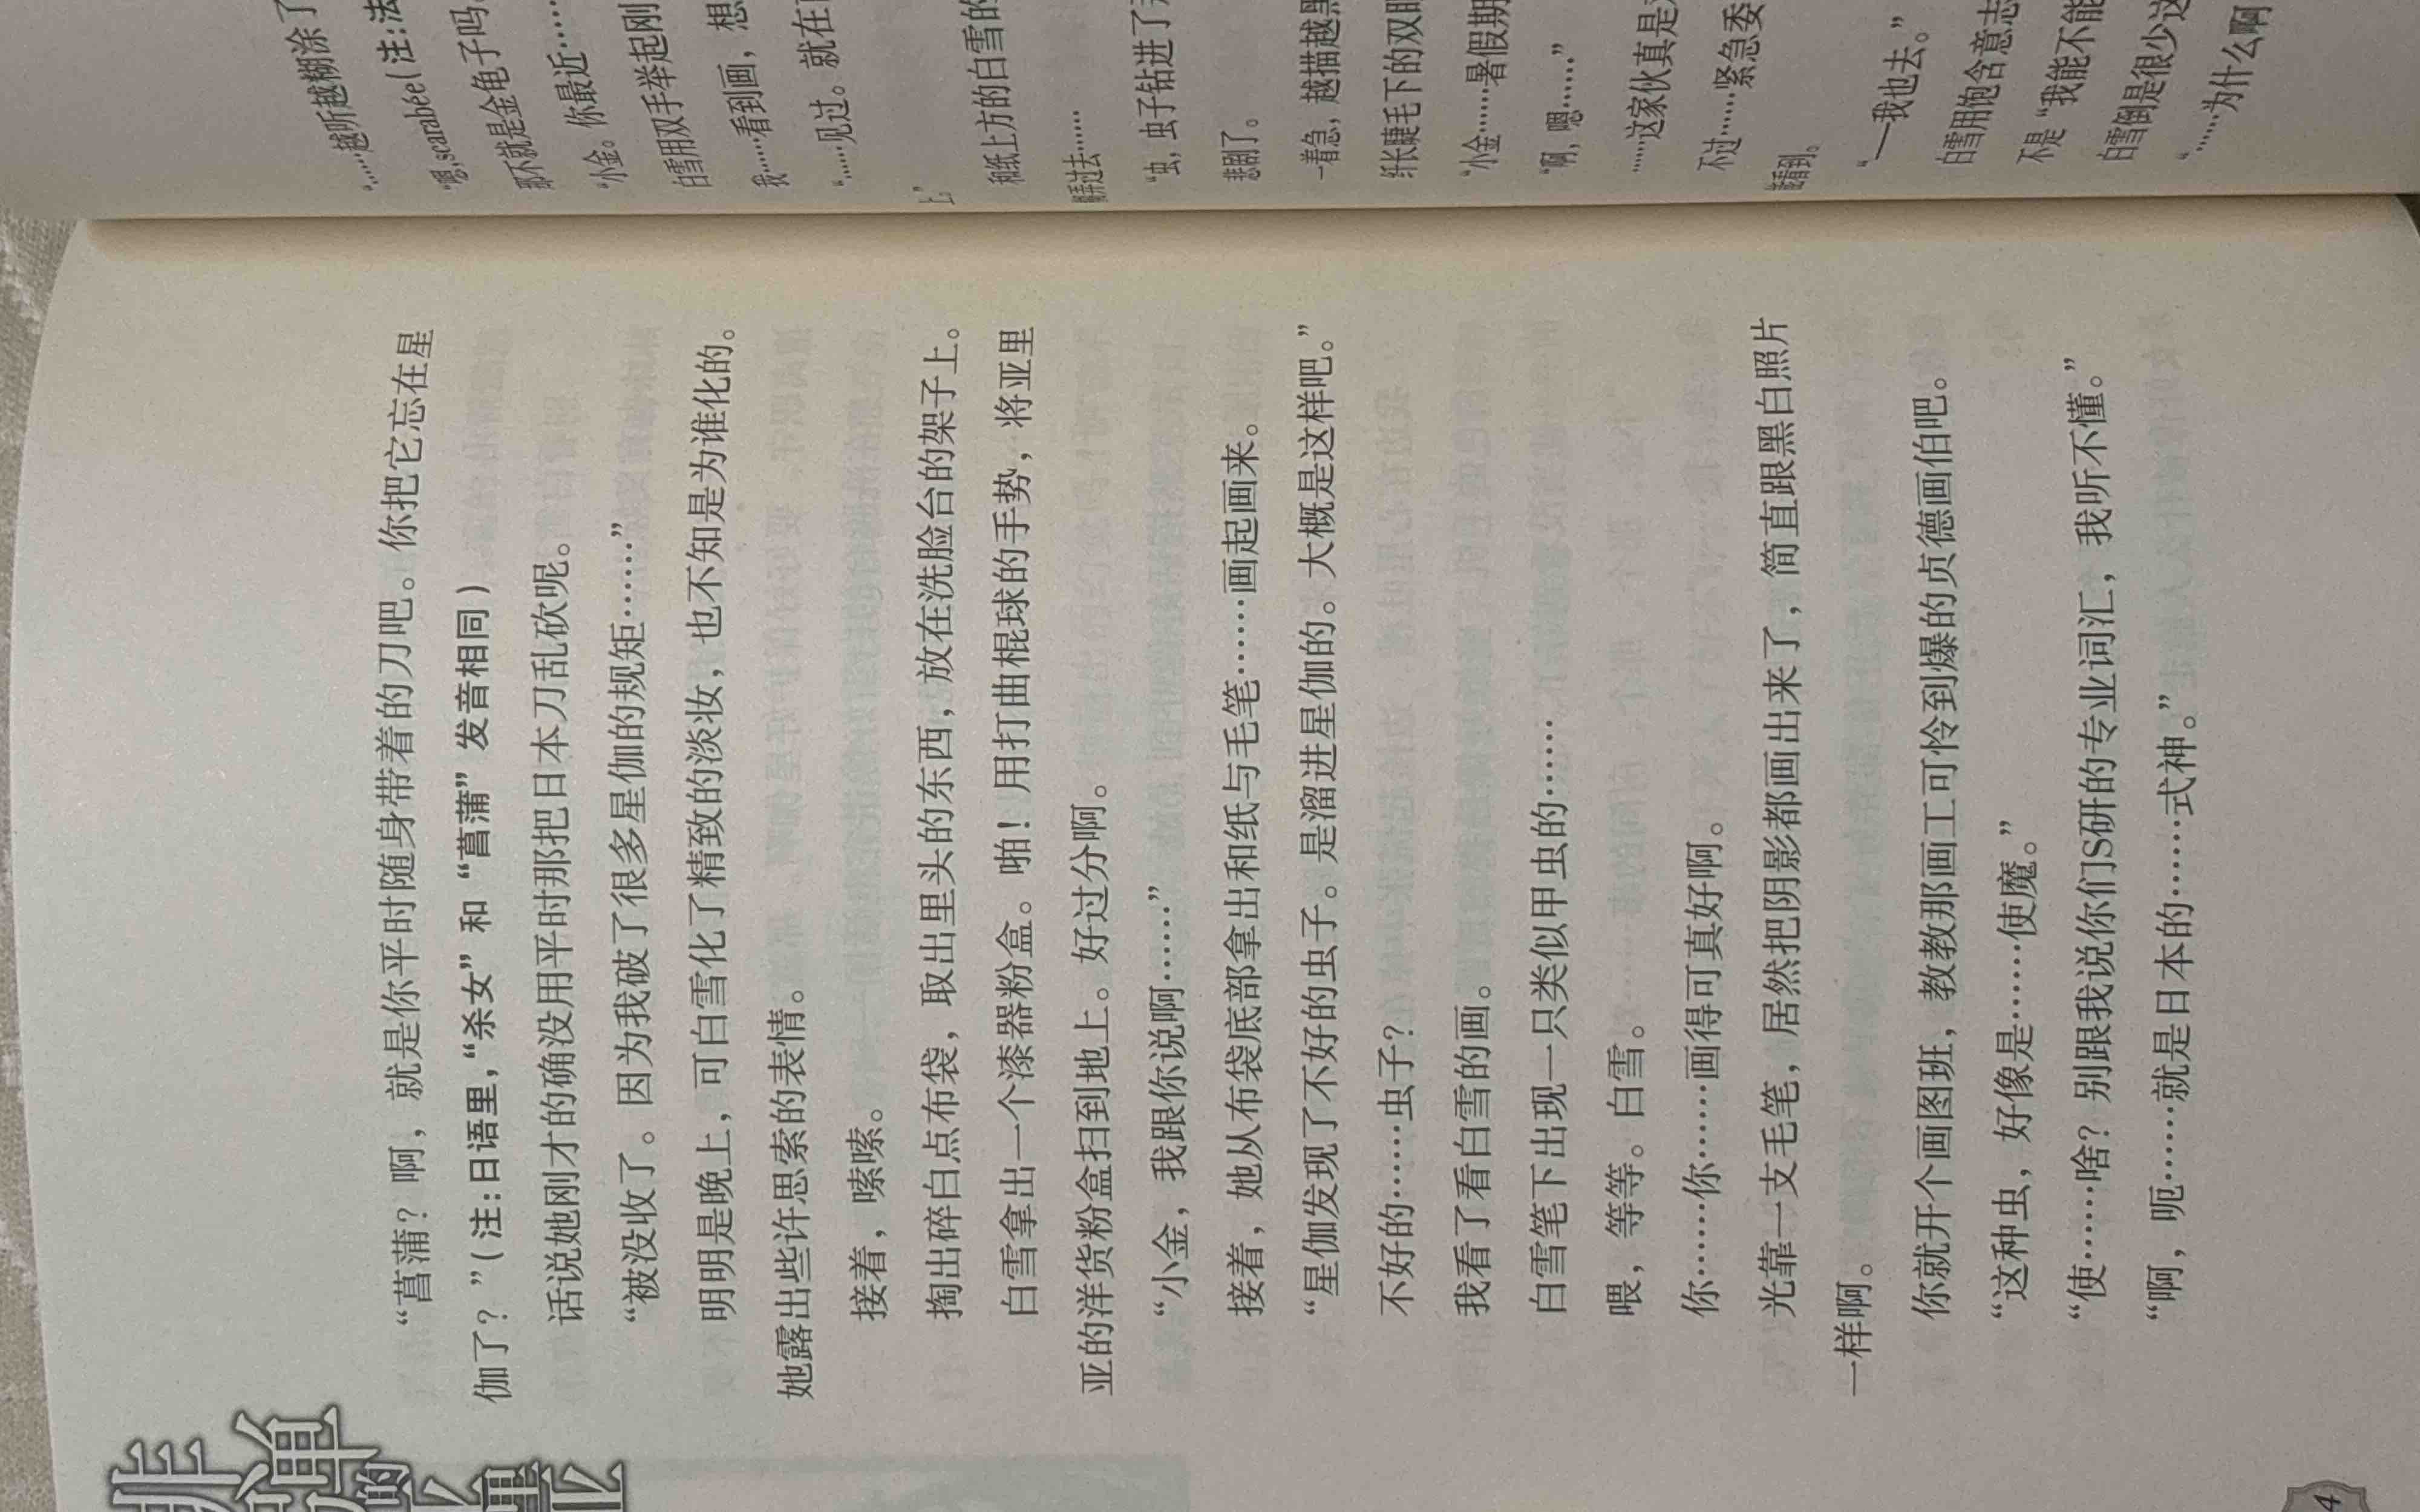 弹
的
亚
里
亚
“菖蒲？啊，就是你平时随身带着的刀吧。你把它忘在星
伽了？”（注：日语里，“杀女”和“菖蒲”发音相同）
话说她刚才的确没用平时那把日本刀乱砍呢。
“被没收了。因为我破了很多星伽的规矩……”
明明是晚上，可白雪化了精致的淡妆，也不知是为谁化的。
她露出些许思索的表情。
接着，嗦嗦。
掏出碎白点布袋，取出里头的东西，放在洗脸台的架子上。
白雪拿出一个漆器粉盒。啪！用打曲棍球的手势，将亚里
亚的洋货粉盒扫到地上。好过分啊。
“小金，我跟你说啊……”
接着，她从布袋底部拿出和纸与毛笔……画起画来。
“星伽发现了不好的虫子。是溜进星伽的。大概是这样吧。”
不好的……虫子？
我看了看白雪的画。
白雪笔下出现一只类似甲虫的……
喂，等等。白雪。
你……你……画得可真好啊。
光靠一支毛笔，居然把阴影都画出来了，简直跟黑白照片
一样啊。
你就开个画图班，教教那画工可怜到爆的贞德画伯吧。
“这种虫，好像是……使魔。”
“使……啥？别跟我说你们S研的专业词汇，我听不懂。”
“啊，呃……就是日本的……式神。”
4
“……越听越糊涂了
“嗯，scarabée（注：法
那不就是金龟子吗
“小金。你最近……
白雪用双手举起刚
我……看到画，想
“……见过。就在
上。”
和纸上方的白雪的
弄过去……
“虫，虫子钻进了
悲剧了。
一着急，越描越黑
纤长睫毛下的双
“小金……暑假期
“啊，嗯……”
……这家伙真是
不过……紧急委
能看到。
“——我也去。”
白雪用饱含意志
不是“我能不能
白雪倒是很少这
“……为什么啊